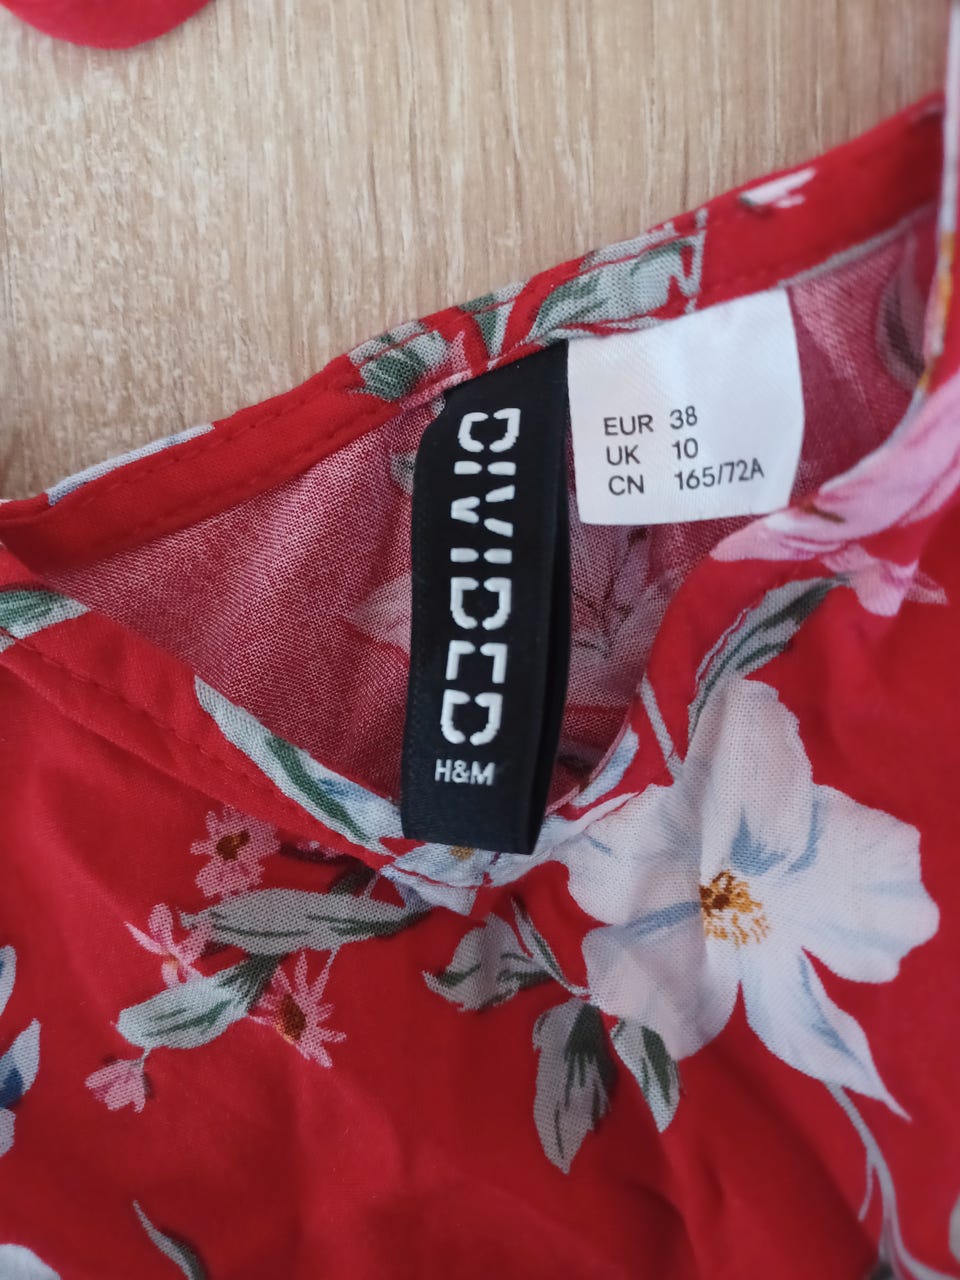 DIVIDED
H&M
EUR 38
UK 10
CN 165/72A